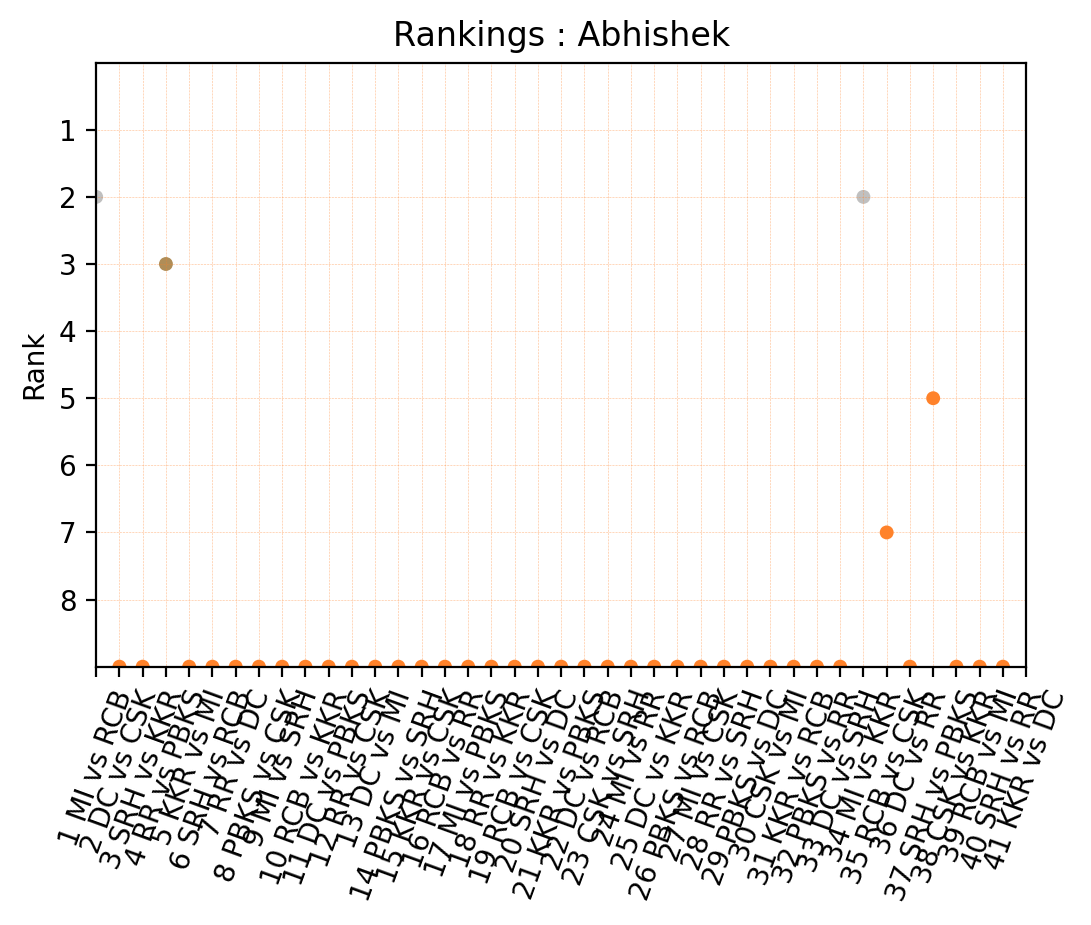 Rankings : Abhishek
Rank
1
2
3
4
5
6
7
8
1 MI vs RCB
2 DC vs CSK
3 SRH vs KKR
4 RR vs PBKS
5 KKR vs MI
6 SRH vs RCB
7 RR vs DC
8 PBKS vs CSK
9 MI vs SRH
10 RCB vs KKR
11 DC vs PBKS
12 RR vs CSK
13 DC vs MI
14 PBKS vs SRH
15 KKR vs CSK
16 RCB vs RR
17 MI vs PBKS
18 RR vs KKR
19 RCB vs CSK
20 SRH vs DC
21 KKR vs PBKS
22 DC vs RCB
23 CSK vs SRH
24 MI vs RR
25 DC vs KKR
26 PBKS vs RCB
27 MI vs CSK
28 RR vs SRH
29 PBKS vs DC
30 CSK vs MI
31 KKR vs RCB
32 PBKS vs RR
33 DC vs SRH
34 MI vs KKR
35 RCB vs CSK
36 DC vs RR
37 SRH vs PBKS
38 CSK vs KKR
39 RCB vs MI
40 SRH vs RR
41 KKR vs DC